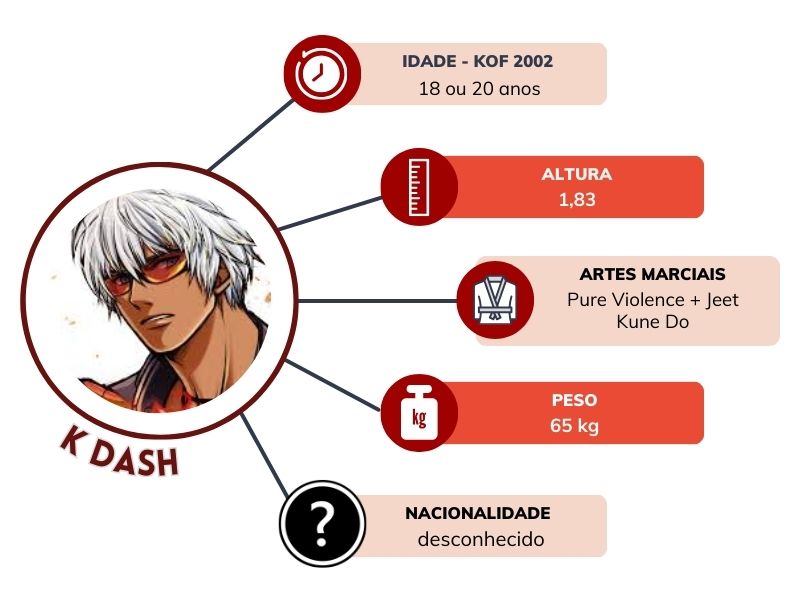 IDADE - KOF 2002
18 ou 20 anos
ALTURA
1,83
ARTES MARCIAIS
Pure Violence + Jeet
Kune Do
kg
PESO
65 kg
K DASH
?
NACIONALIDADE
desconhecido